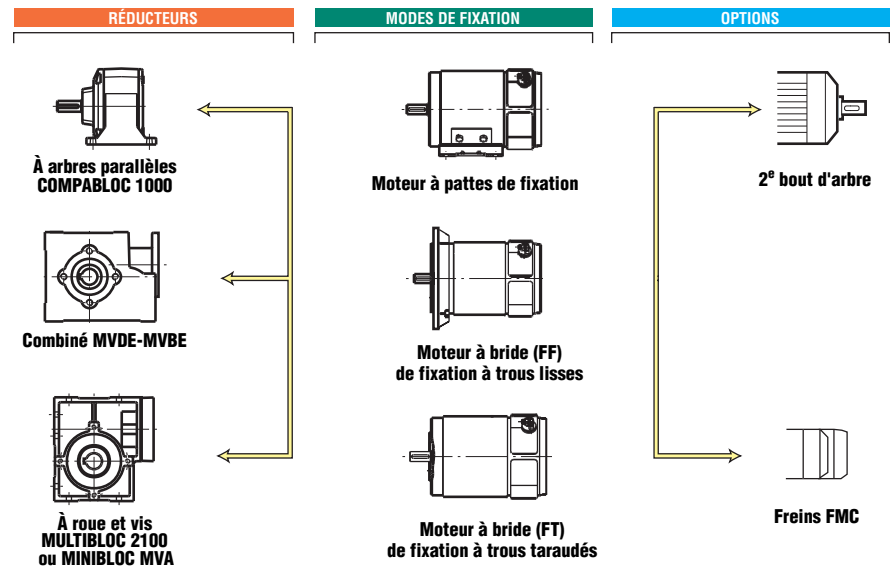 RÉDUCTEURS
À arbres parallèles
COMPABLOC 1000
Combiné MVDE-MVBE
À roue et vis
MULTIBLOC 2100
ou MINIBLOC MVA
MODES DE FIXATION
Moteur à pattes de fixation
Moteur à bride (FF)
de fixation à trous lisses
Moteur à bride (FT)
de fixation à trous taraudés
OPTIONS
2e bout d'arbre
Freins FMC